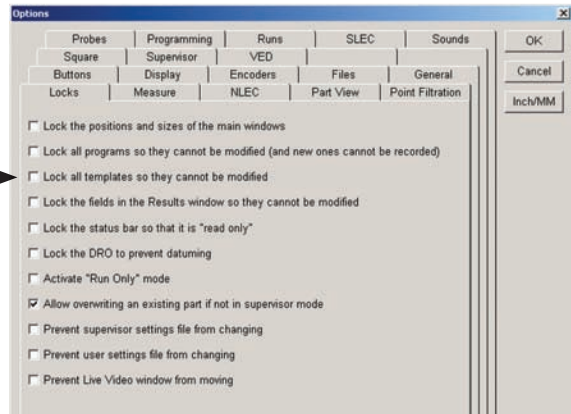 Options
Probes Programming Runs SLEC Sounds
Square Supervisor VED
Buttons Display Encoders Files General
Locks Measure NLEC Part View Point Filtration
OK
Cancel
Inch/MM
Lock the positions and sizes of the main windows
Lock all programs so they cannot be modified (and new ones cannot be recorded)
Lock all templates so they cannot be modified
Lock the fields in the Results window so they cannot be modified
Lock the status bar so that it is "read only"
Lock the DRO to prevent datuming
Activate "Run Only" mode
Allow overwriting an existing part if not in supervisor mode
Prevent supervisor settings file from changing
Prevent user settings file from changing
Prevent Live Video window from moving